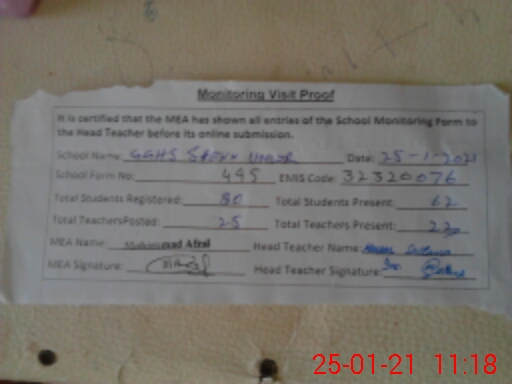 Monitoring Visit Proof
It is certified that the MEA has shown all entries of the School Monitoring Form to
the Head Teacher before its online submission.
School Name: GGHS Date: 25-1-2021
School Form No: 495 EMIS Code: 32320076
Total Students Registered: 80 Total Students Present: 62
Total TeachersPosted: 25 Total Teachers Present:
MEA Name: Muhammad Afzal Head Teacher Name:
MEA Signature: Head Teacher Signature:
25-01-21 11:18